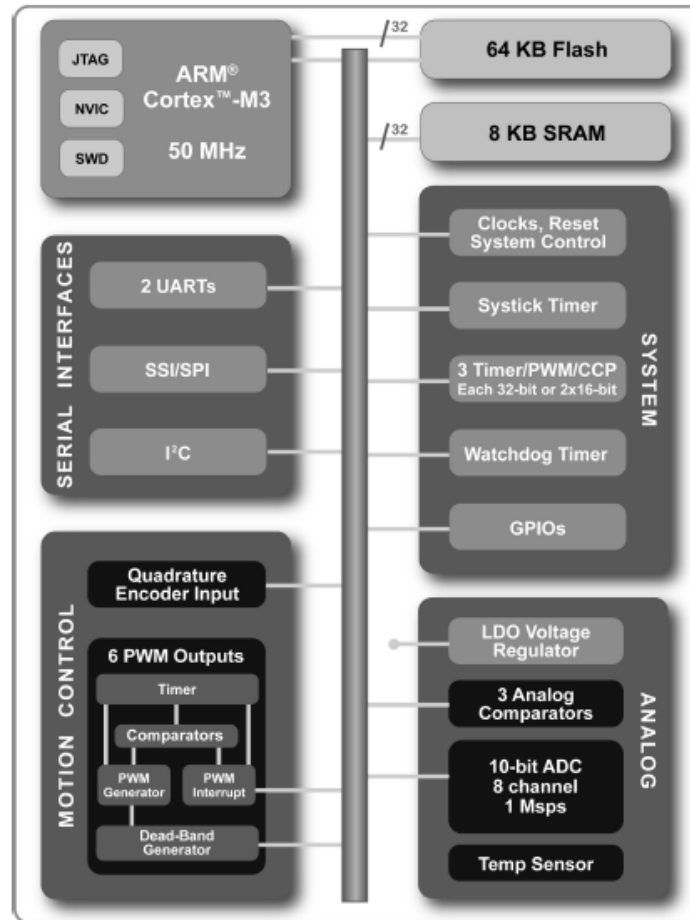 JTAG
NVIC
SWD
ARM®
Cortex™-M3
50 MHz
32
64 KB Flash
32
8 KB SRAM
SERIAL INTERFACES
2 UARTs
SSI/SPI
I²C
Clocks, Reset
System Control
Systick Timer
3 Timer/PWM/CCP
Each 32-bit or 2x16-bit
Watchdog Timer
GPIOs
SYSTEM
MOTION CONTROL
Quadrature
Encoder Input
6 PWM Outputs
Timer
Comparators
PWM
Generator
PWM
Interrupt
Dead-Band
Generator
LDO Voltage
Regulator
3 Analog
Comparators
10-bit ADC
8 channel
1 Msps
Temp Sensor
ANALOG